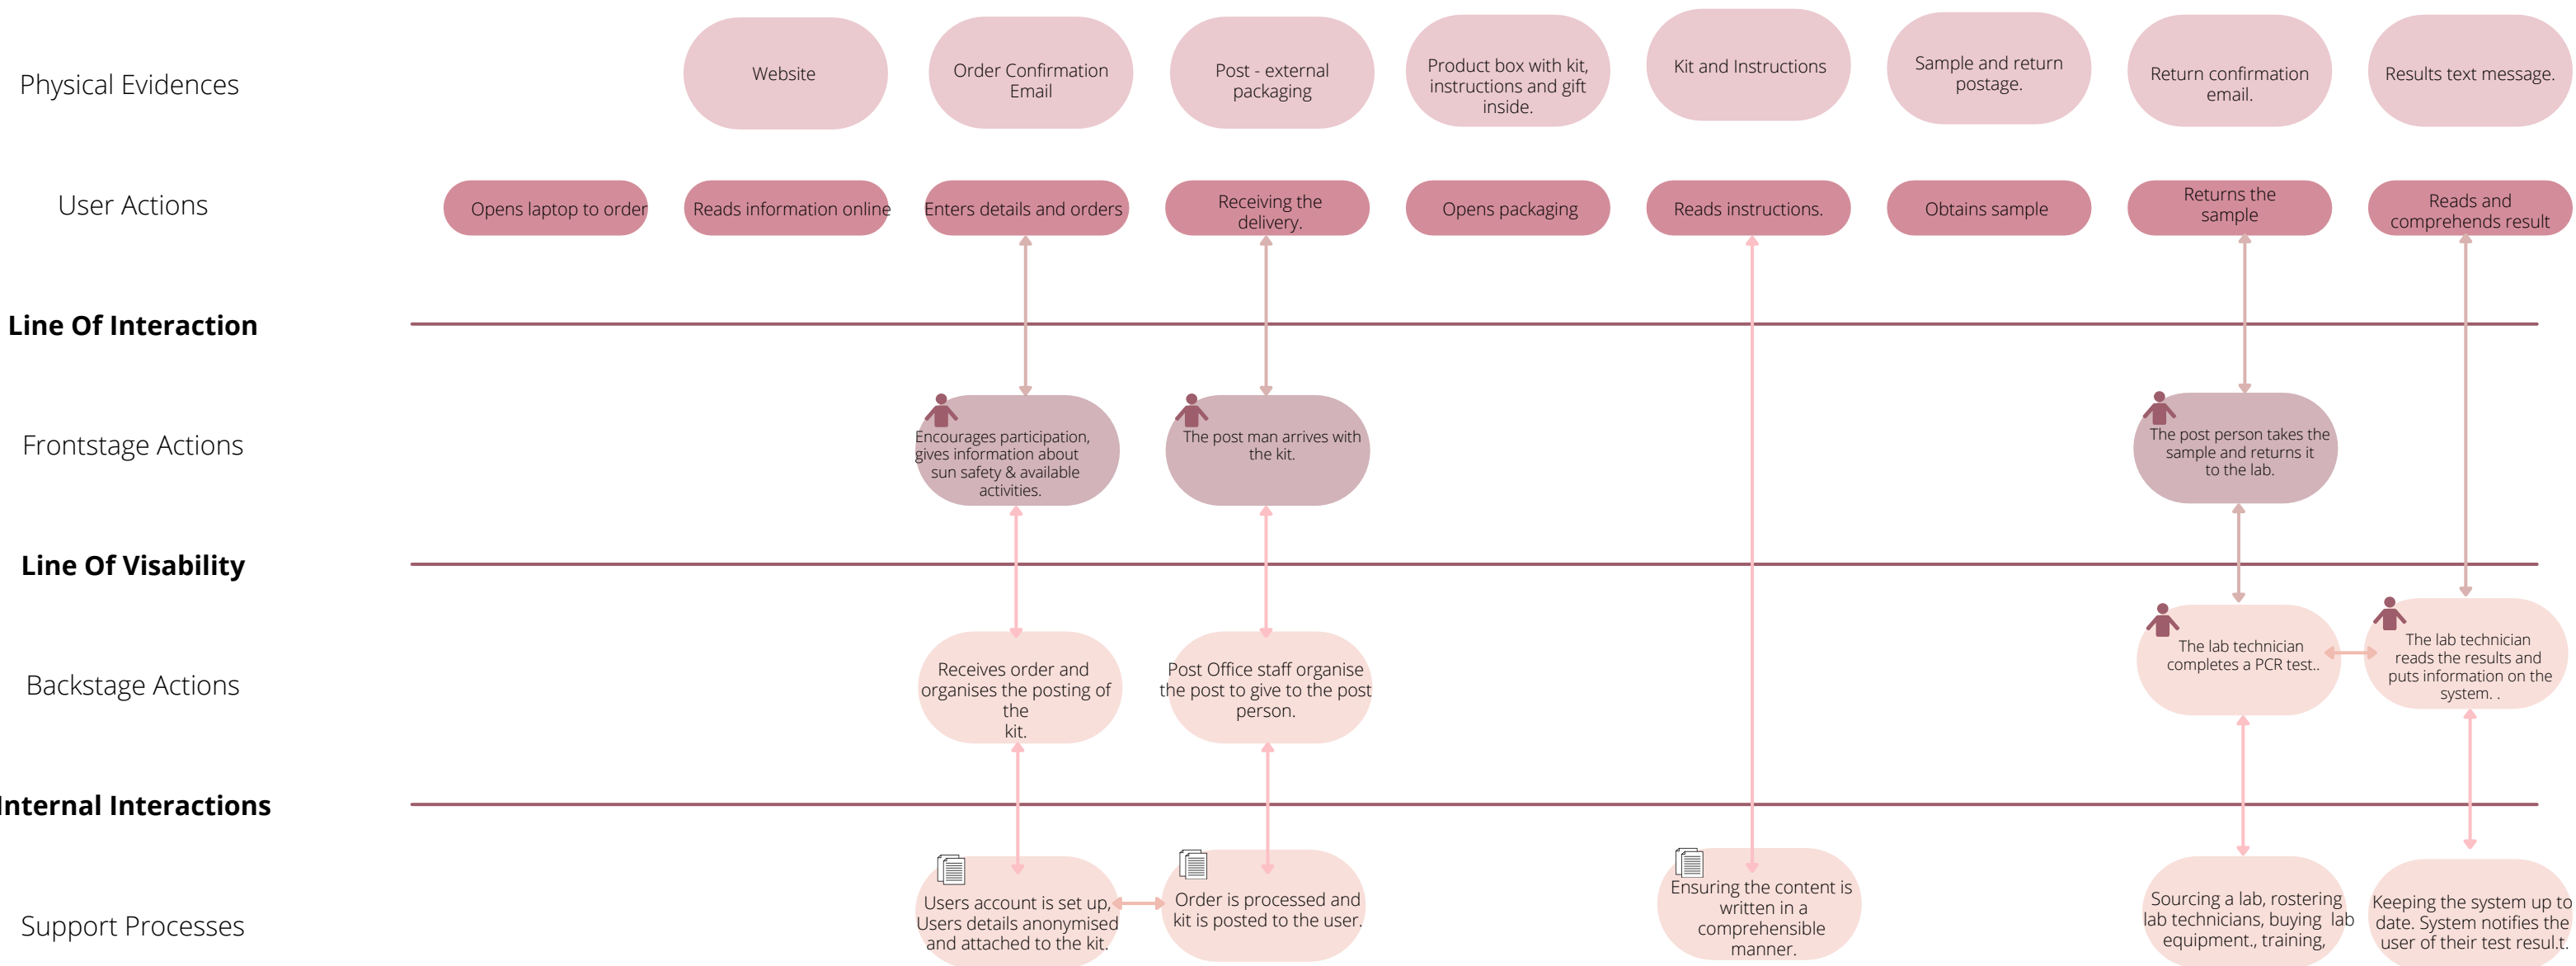 Physical Evidences
Website
Order Confirmation
Email
Post - external
packaging
Product box with kit,
instructions and gift
inside.
Kit and Instructions
Sample and return
postage.
Return confirmation
email.
Results text message.
User Actions
Opens laptop to order
Reads information online
Enters details and orders
Receiving the
delivery.
Opens packaging
Reads instructions.
Obtains sample
Returns the
sample
Reads and
comprehends result
Line Of Interaction
Frontstage Actions
Encourages participation,
gives information about
sun safety & available
activities.
The post man arrives with
the kit.
The post person takes the
sample and returns it
to the lab.
Line Of Visability
Backstage Actions
Receives order and
organises the posting of
the
kit.
Post Office staff organise
the post to give to the post
person.
The lab technician
completes a PCR test..
The lab technician
reads the results and
puts information on the
system. .
Internal Interactions
Support Processes
Users account is set up,
Users details anonymised
and attached to the kit.
Order is processed and
kit is posted to the user.
Ensuring the content is
written in a
comprehensible
manner.
Sourcing a lab, rostering
lab technicians, buying  lab
equipment., training,
Keeping the system up to
date. System notifies the
user of their test resul.t.